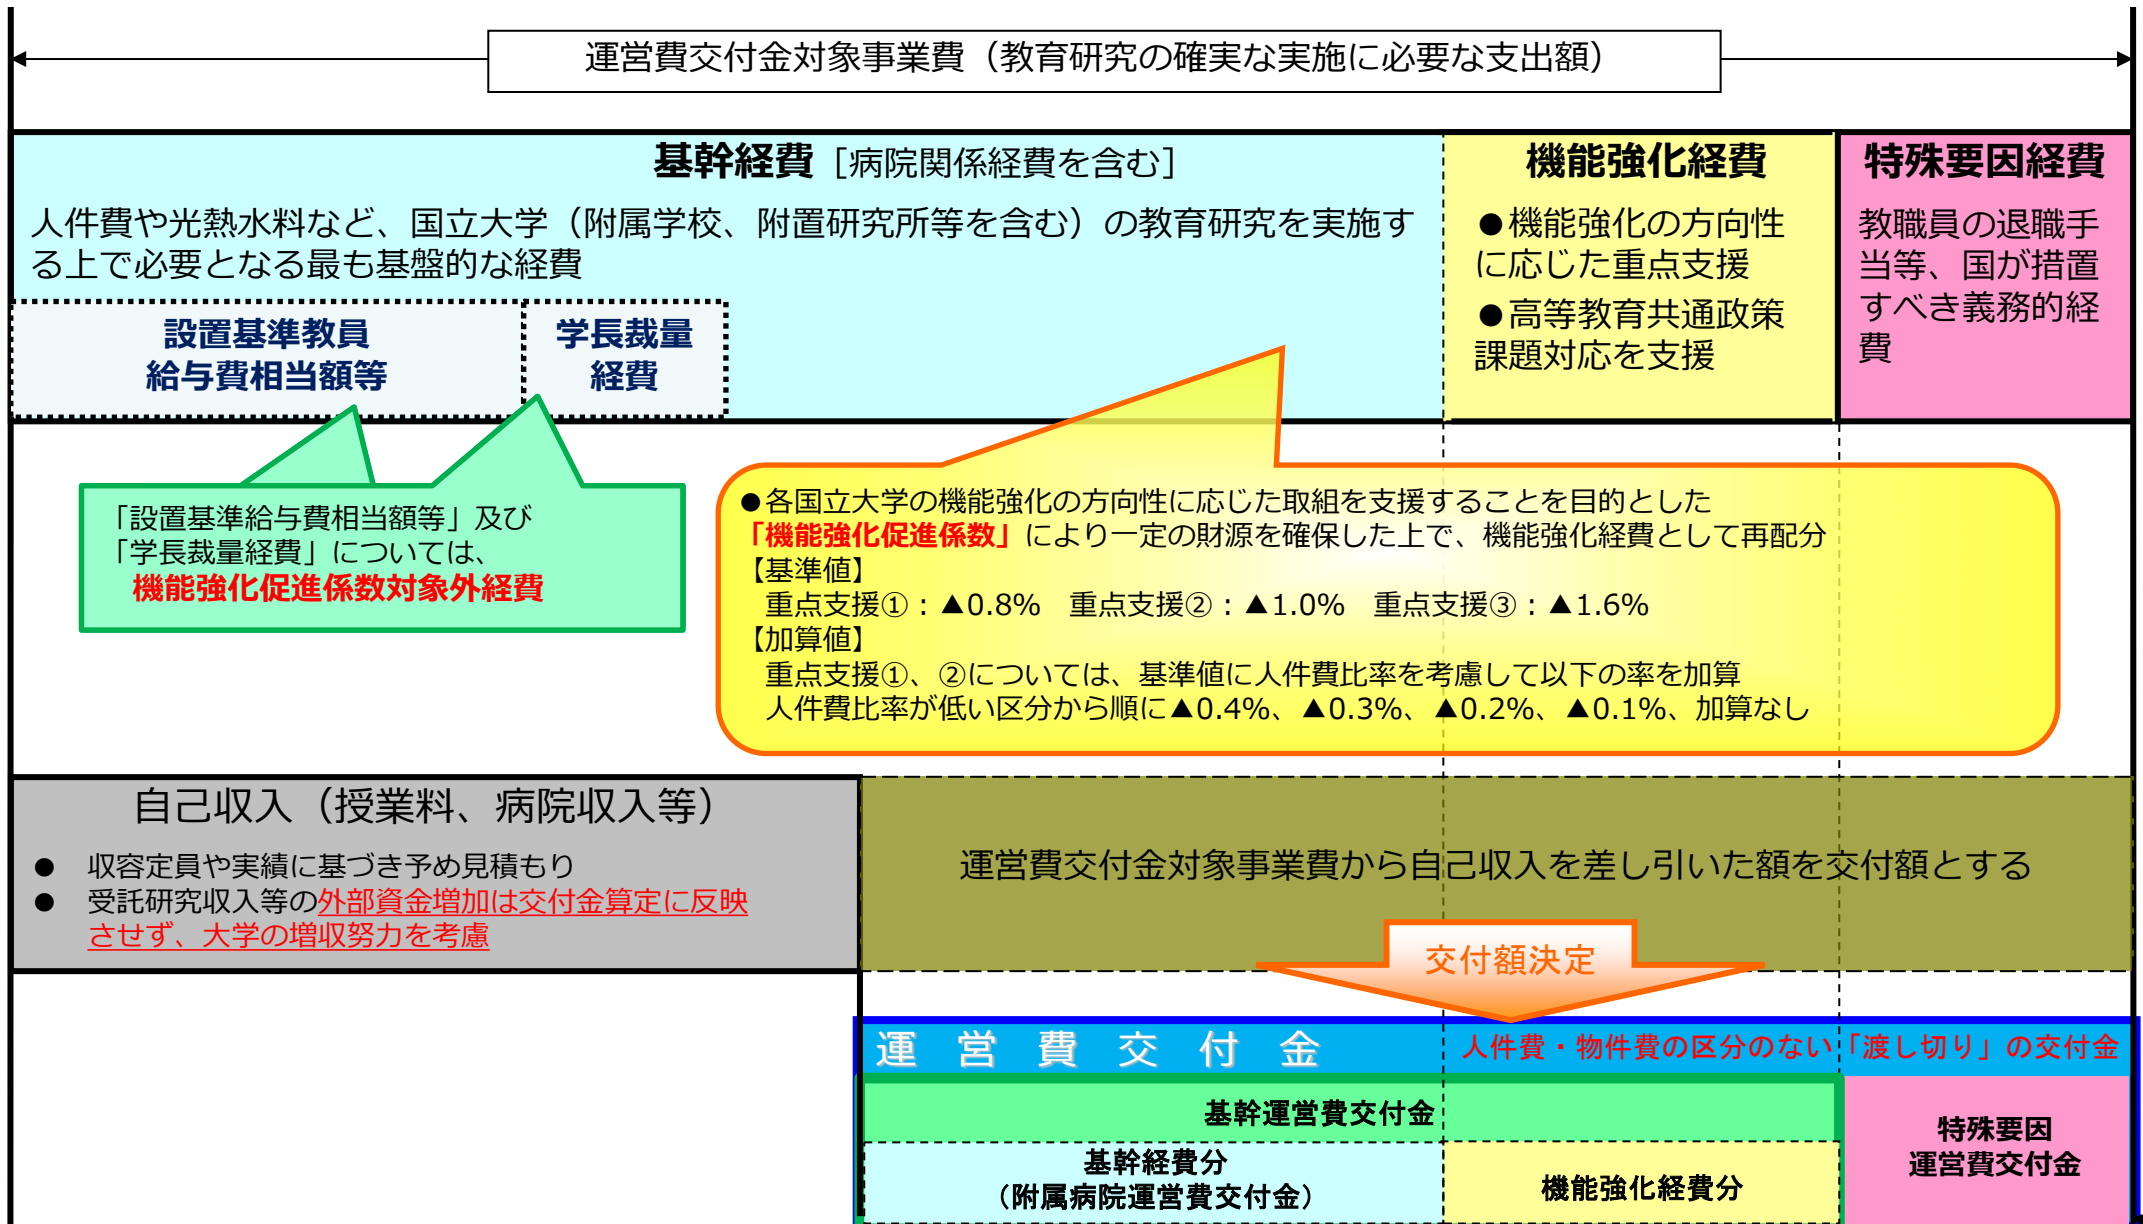 運営費交付金対象事業費（教育研究の確実な実施に必要な支出額）
基幹経費［病院関係経費を含む］
人件費や光熱水料など、国立大学（附属学校、附置研究所等を含む）の教育研究を実施す
る上で必要となる最も基盤的な経費
設置基準教員
給与費相当額等
学長裁量
経費
機能強化経費
●機能強化の方向性
に応じた重点支援
●高等教育共通政策
課題対応を支援
特殊要因経費
教職員の退職手
当等、国が措置
すべき義務的経
費
「設置基準給与費相当額等」及び
「学長裁量経費」については、
機能強化促進係数対象外経費
●各国立大学の機能強化の方向性に応じた取組を支援することを目的とした
「機能強化促進係数」により一定の財源を確保した上で、機能強化経費として再配分
【基準値】
重点支援①：▲0.8%　重点支援②：▲1.0%　重点支援③：▲1.6%
【加算値】
重点支援①、②については、基準値に人件費比率を考慮して以下の率を加算
人件費比率が低い区分から順に▲0.4%、▲0.3%、▲0.2%、▲0.1%、加算なし
自己収入（授業料、病院収入等）
●　収容定員や実績に基づき予め見積もり
●　受託研究収入等の外部資金増加は交付金算定に反映
させず、大学の増収努力を考慮
運営費交付金対象事業費から自己収入を差し引いた額を交付額とする
交付額決定
運　営　費　交　付　金
人件費・物件費の区分のない「渡し切り」の交付金
基幹運営費交付金
基幹経費分
（附属病院運営費交付金）
機能強化経費分
特殊要因
運営費交付金